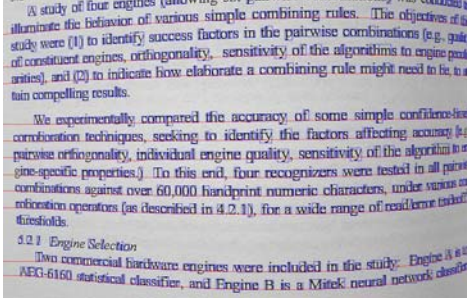 A study of four engines
illuminate the behavior of various simple combining rules. The objectives of
study were (1) to identify success factors in the pairwise combinations (e.g.,
of constituent engines, orthogonality, sensitivity of the algorithms to engine
arities), and (2) to indicate how elaborate a combining rule might need to be, to
tain compelling results.
We experimentally compared the accuracy of some simple
corroboration techniques, seeking to identify the factors affecting accuracy
pairwise orthogonality, individual engine quality, sensitivity of the algorithm to
gine-specific properties.) To this end, four recognizers were tested in all
combinations against over 60,000 handprint numeric characters, under various
roboration operators (as described in 4.2.1), for a wide range of read/error
thresholds.
5.2.1 Engine Selection
Two commercial hardware engines were included in the study: Engine A is
AEG-6160 statistical classifier, and Engine B is a Mitek neural network